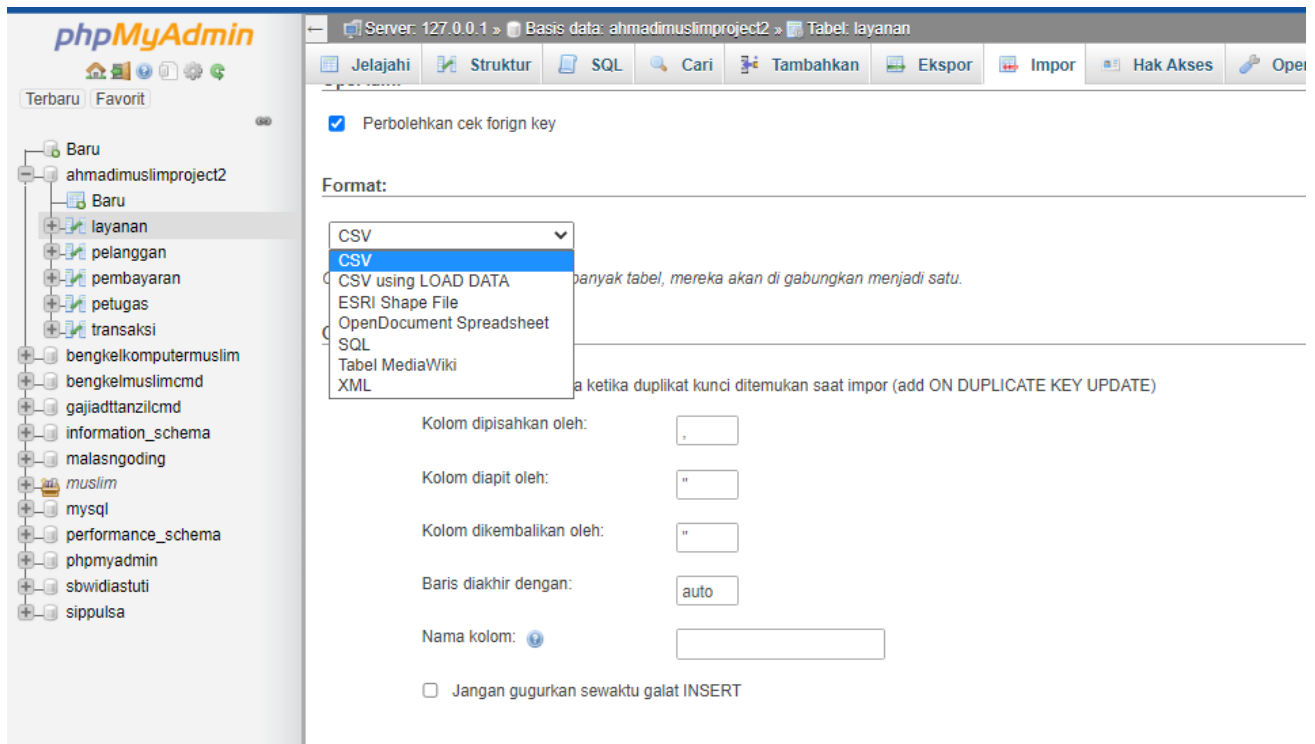 phpMyAdmin
Terbaru Favorit
Baru
ahmadimuslimproject2
Baru
layanan
pelanggan
pembayaran
petugas
transaksi
bengkelkomputermuslim
bengkelmuslimcmd
gajiadttanzilcmd
information_schema
malasngoding
muslim
mysql
performance_schema
phpmyadmin
sbwidiastuti
sippulsa
Server: 127.0.0.1 » Basis data: ahmadimuslimproject2 » Tabel: layanan
Jelajahi Struktur SQL Cari Tambahkan Ekspor Impor Hak Akses Oper
Perbolehkan cek forign key
Format:
CSV
CSV
CSV using LOAD DATA
ESRI Shape File
OpenDocument Spreadsheet
SQL
Tabel MediaWiki
XML
banyak tabel, mereka akan di gabungkan menjadi satu.
a ketika duplikat kunci ditemukan saat impor (add ON DUPLICATE KEY UPDATE)
Kolom dipisahkan oleh: ,
Kolom diapit oleh: "
Kolom dikembalikan oleh: "
Baris diakhir dengan: auto
Nama kolom:
Jangan gugurkan sewaktu galat INSERT